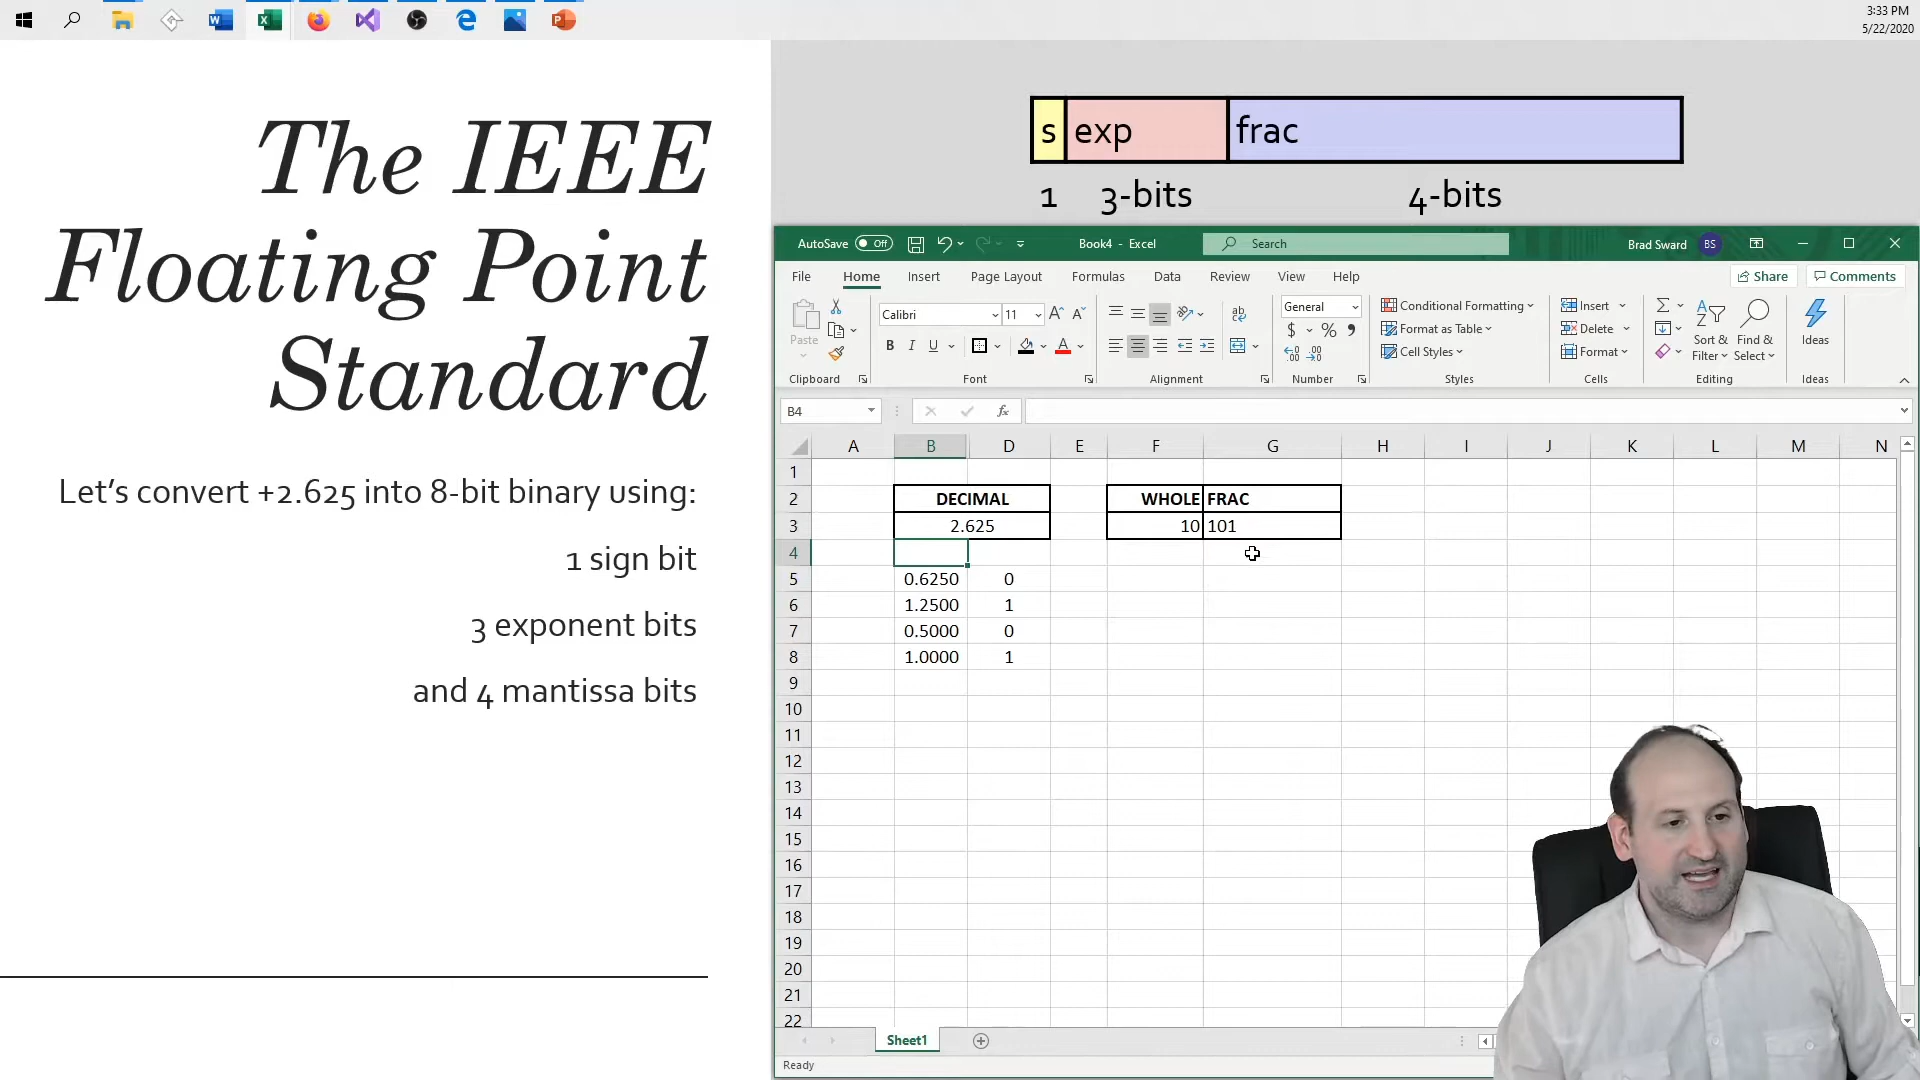 3:33 PM
5/22/2020
The IEEE
Floating Point
Standard
Let's convert +2.625 into 8-bit binary using:
1 sign bit
3 exponent bits
and 4 mantissa bits
s exp frac
1 3-bits 4-bits
AutoSave Off Book4 - Excel Search Brad Sward BS
File Home Insert Page Layout Formulas Data Review View Help Share Comments
Paste
Clipboard
Calibri 11
B I U
Font
Alignment
General
$ % 9
Number
Conditional Formatting
Format as Table
Cell Styles
Styles
Insert
Delete
Format
Cells
Sort &
Filter
Find &
Select
Editing
Ideas
Ideas
B4 fx
A B D E F G H I J K L M N
1
2 DECIMAL WHOLE FRAC
3 2.625 10 101
4
5 0.6250 0
6 1.2500 1
7 0.5000 0
8 1.0000 1
9
10
11
12
13
14
15
16
17
18
19
20
21
22
Sheet1
Ready